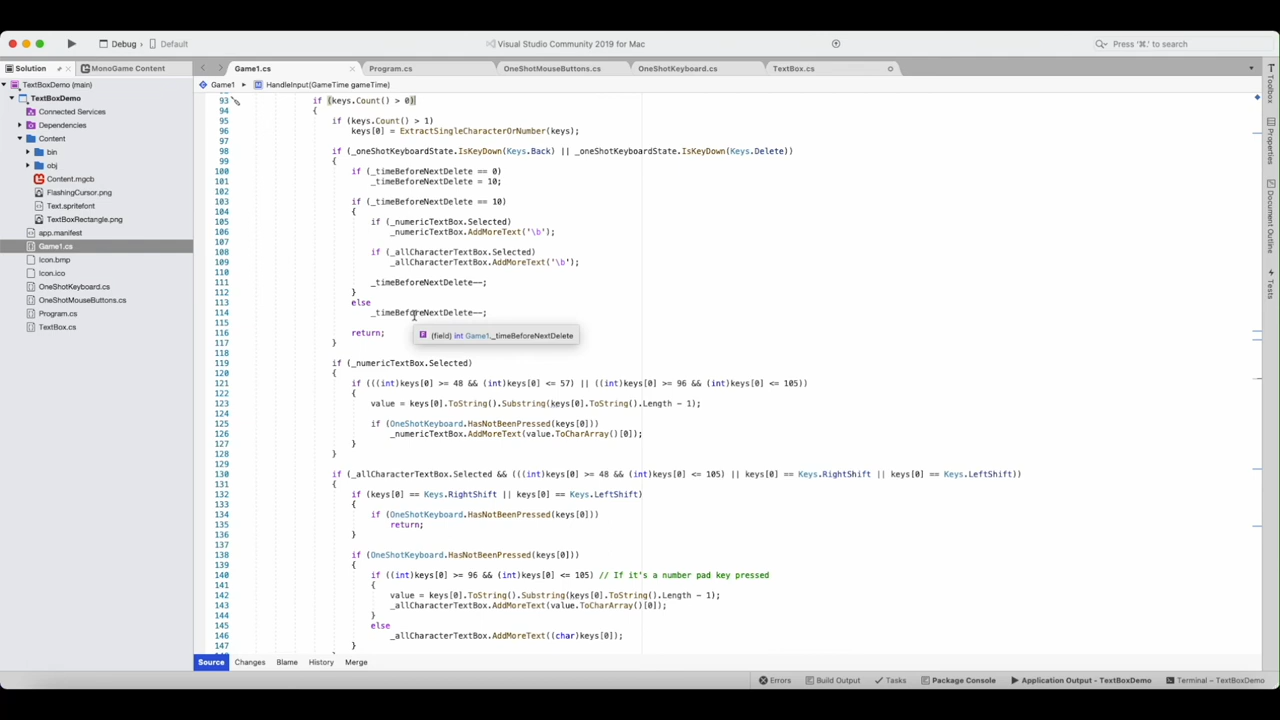 Debug
Default
Visual Studio Community 2019 for Mac
Press '⌘.' to search
Solution
MonoGame Content
Game1.cs
Program.cs
OneShotMouseButtons.cs
OneShotKeyboard.cs
TextBox.cs
TextBoxDemo (main)
TextBoxDemo
Connected Services
Dependencies
Content
bin
obj
Content.mgcb
FlashingCursor.png
Text.spritefont
TextBoxRectangle.png
app.manifest
Game1.cs
Icon.bmp
Icon.ico
OneShotKeyboard.cs
OneShotMouseButtons.cs
Program.cs
TextBox.cs
Game1
HandleInput(GameTime gameTime)
93 if (keys.Count() > 0)
94 {
95 if (keys.Count() > 1)
96 keys[0] = ExtractSingleCharacterOrNumber(keys);
97
98 if (_oneShotKeyboardState.IsKeyDown(Keys.Back) || _oneShotKeyboardState.IsKeyDown(Keys.Delete))
99 {
100 if (_timeBeforeNextDelete == 0)
101 _timeBeforeNextDelete = 10;
102
103 if (_timeBeforeNextDelete == 10)
104 {
105 if (_numericTextBox.Selected)
106 _numericTextBox.AddMoreText('\b');
107
108 if (_allCharacterTextBox.Selected)
109 _allCharacterTextBox.AddMoreText('\b');
110
111 _timeBeforeNextDelete--;
112 }
113 else
114 _timeBeforeNextDelete--;
115
116 return;
(field) int Game1._timeBeforeNextDelete
117 }
118
119 if (_numericTextBox.Selected)
120 {
121 if (((int)keys[0] >= 48 && (int)keys[0] <= 57) || ((int)keys[0] >= 96 && (int)keys[0] <= 105))
122 {
123 value = keys[0].ToString().Substring(keys[0].ToString().Length - 1);
124
125 if (OneShotKeyboard.HasNotBeenPressed(keys[0]))
126 _numericTextBox.AddMoreText(value.ToCharArray()[0]);
127 }
128 }
129
130 if (_allCharacterTextBox.Selected && (((int)keys[0] >= 48 && (int)keys[0] <= 105) || keys[0] == Keys.RightShift || keys[0] == Keys.LeftShift))
131 {
132 if (keys[0] == Keys.RightShift || keys[0] == Keys.LeftShift)
133 {
134 if (OneShotKeyboard.HasNotBeenPressed(keys[0]))
135 return;
136 }
137
138 if (OneShotKeyboard.HasNotBeenPressed(keys[0]))
139 {
140 if ((int)keys[0] >= 96 && (int)keys[0] <= 105) // If it's a number pad key pressed
141 {
142 value = keys[0].ToString().Substring(keys[0].ToString().Length - 1);
143 _allCharacterTextBox.AddMoreText(value.ToCharArray()[0]);
144 }
145 else
146 _allCharacterTextBox.AddMoreText((char)keys[0]);
147 }
Toolbox
Properties
Document Outline
Tests
Source
Changes
Blame
History
Merge
Errors
Build Output
Tasks
Package Console
Application Output - TextBoxDemo
Terminal – TextBoxDemo